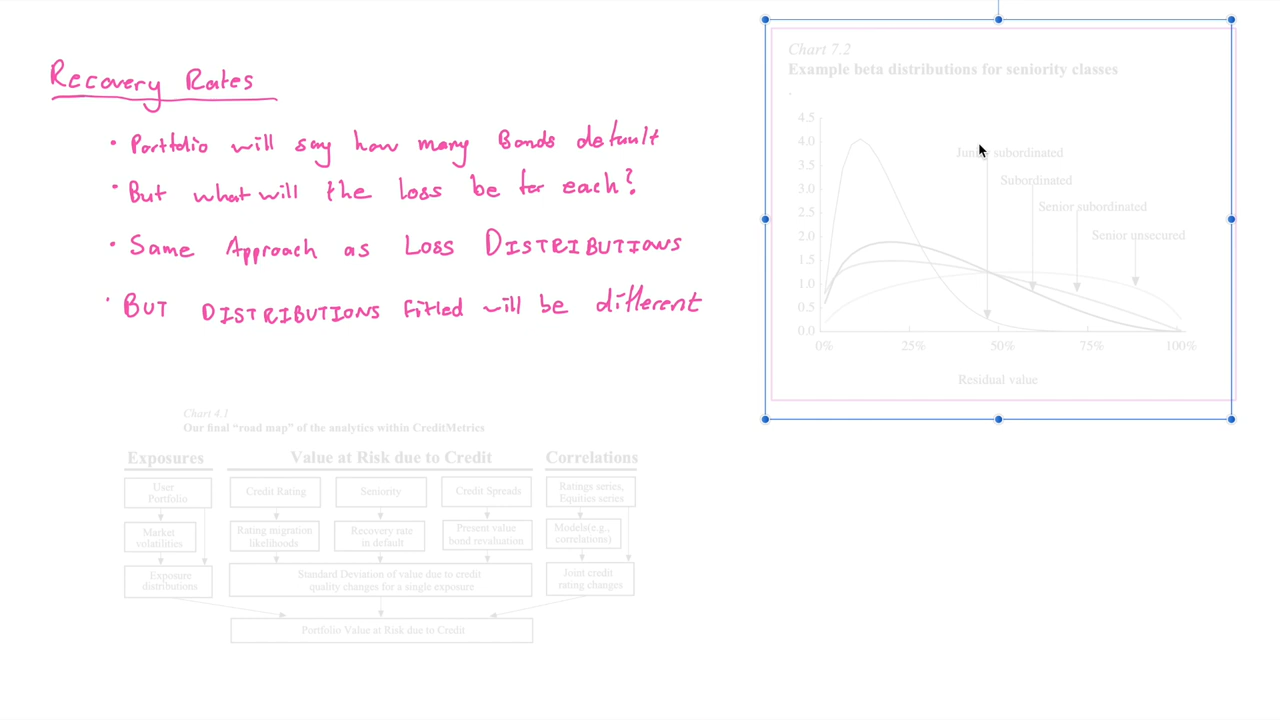 Recovery Rates
• Portfolio will say how many Bonds default
• But what will the loss be for each?
• Same Approach as Loss DISTRIBUTIONS
• BUT DISTRIBUTIONS Fitted will be different
Chart 7.2
Example beta distributions for seniority classes
4.5
4.0
3.5
3.0
2.5
2.0
1.5
1.0
0.5
0.0
Junior subordinated
Subordinated
Senior subordinated
Senior unsecured
0% 25% 50% 75% 100%
Residual value
Chart 4.1
Our final “road map” of the analytics within CreditMetrics
Exposures Value at Risk due to Credit Correlations
User
Portfolio
Credit Rating
Seniority
Credit Spreads
Ratings series,
Equities series
Market
volatilities
Rating migration
likelihoods
Recovery rate
in default
Present value
bond revaluation
Models(e.g.,
correlations)
Exposure
distributions
Standard Deviation of value due to credit
quality changes for a single exposure
Joint credit
rating changes
Portfolio Value at Risk due to Credit